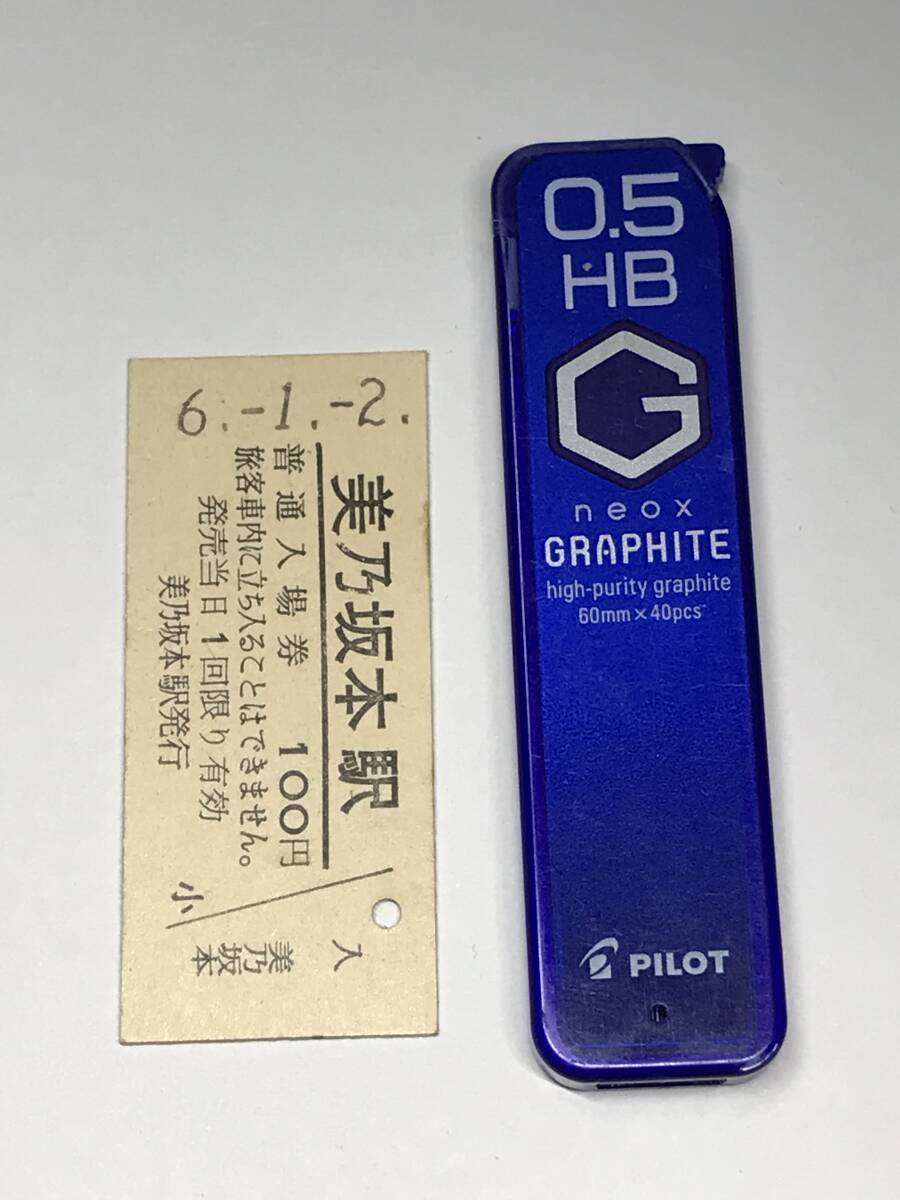 6.-1.-2.
美乃坂本駅
普通入場券 100円
旅客車内に立ち入ることはできません。
発売当日1回限り有効
美乃坂本駅発行
小
入
美乃坂本
0.5
HB
G
neox
GRAPHITE
high-purity graphite
60mm×40pcs
PILOT